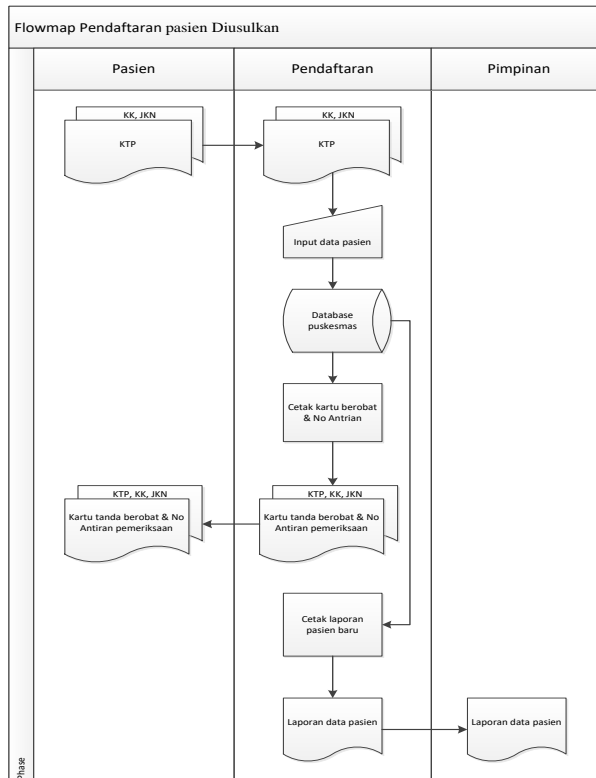 Flowmap Pendaftaran pasien Diusulkan
Pasien
Pendaftaran
Pimpinan
KK, JKN
KTP
KK, JKN
KTP
Input data pasien
Database
puskesmas
Cetak kartu berobat
& No Antrian
KTP, KK, JKN
Kartu tanda berobat & No
Antiran pemeriksaan
KTP, KK, JKN
Kartu tanda berobat & No
Antiran pemeriksaan
Cetak laporan
pasien baru
Laporan data pasien
Laporan data pasien
Phase